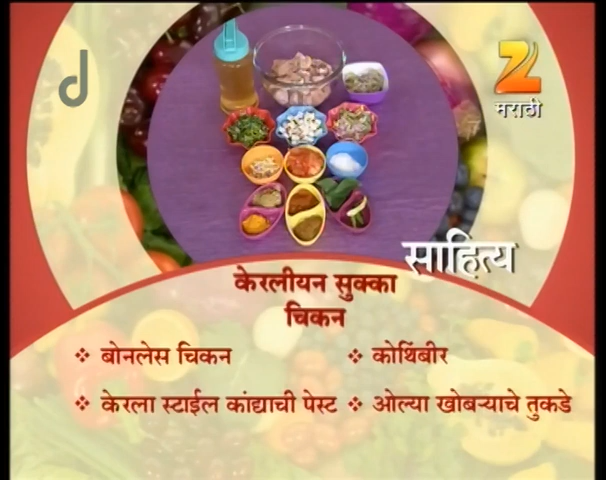 d
Z
मराठी
साहित्य
केरलीयन सुक्का
चिकन
❖ बोनलेस चिकन ❖ कोथिंबीर
❖ केरला स्टाईल कांद्याची पेस्ट ❖ ओल्या खोबऱ्याचे तुकडे